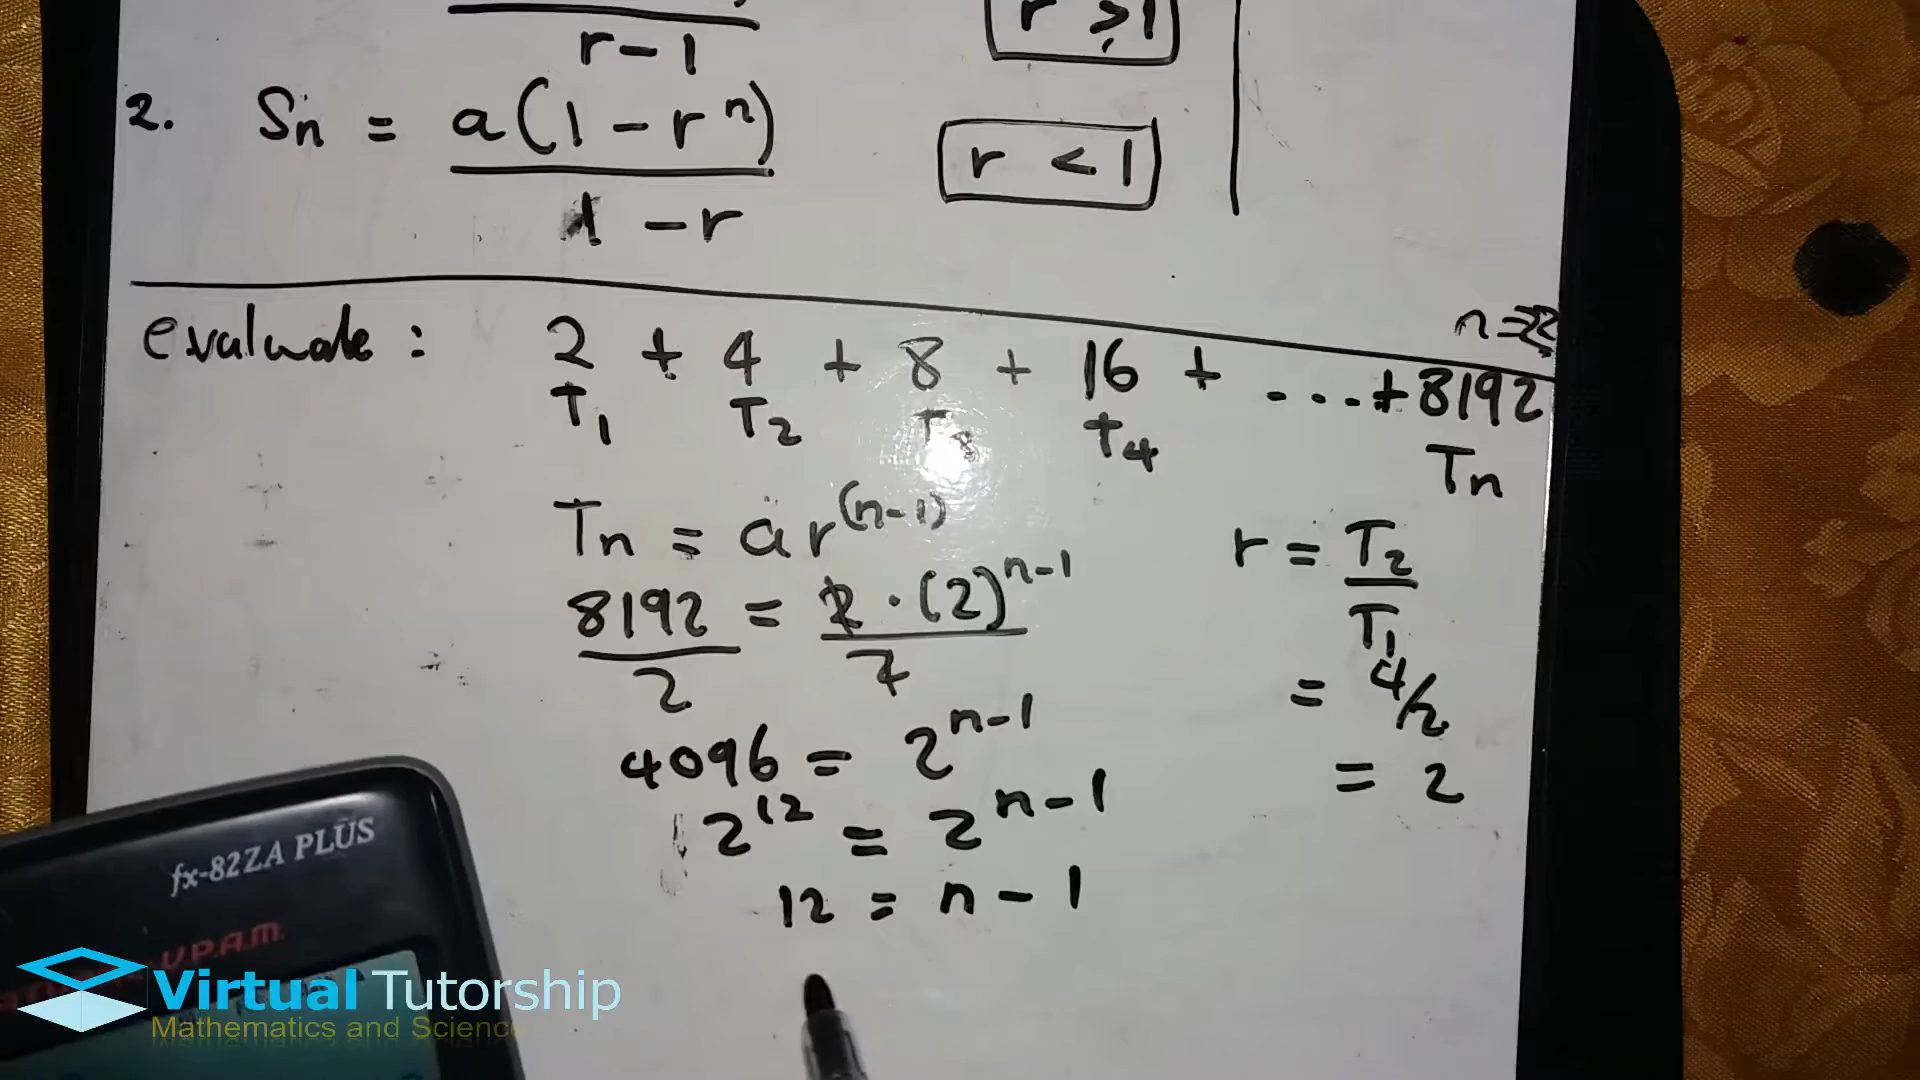 r - 1
r > 1
2. Sn = a(1 - r^n)
1 - r
r < 1
n =
evaluate : 2 + 4 + 8 + 16 + ... + 8192
T1 T2 T3 T4 Tn
Tn = ar^(n-1)
8192 = 2 · (2)^n-1
2 2
4096 = 2^n-1
2^12 = 2^n-1
12 = n - 1
r = T2
T1
= 4/2
= 2
fx-82ZA PLUS
V.P.A.M.
Virtual Tutorship
Mathematics and Science